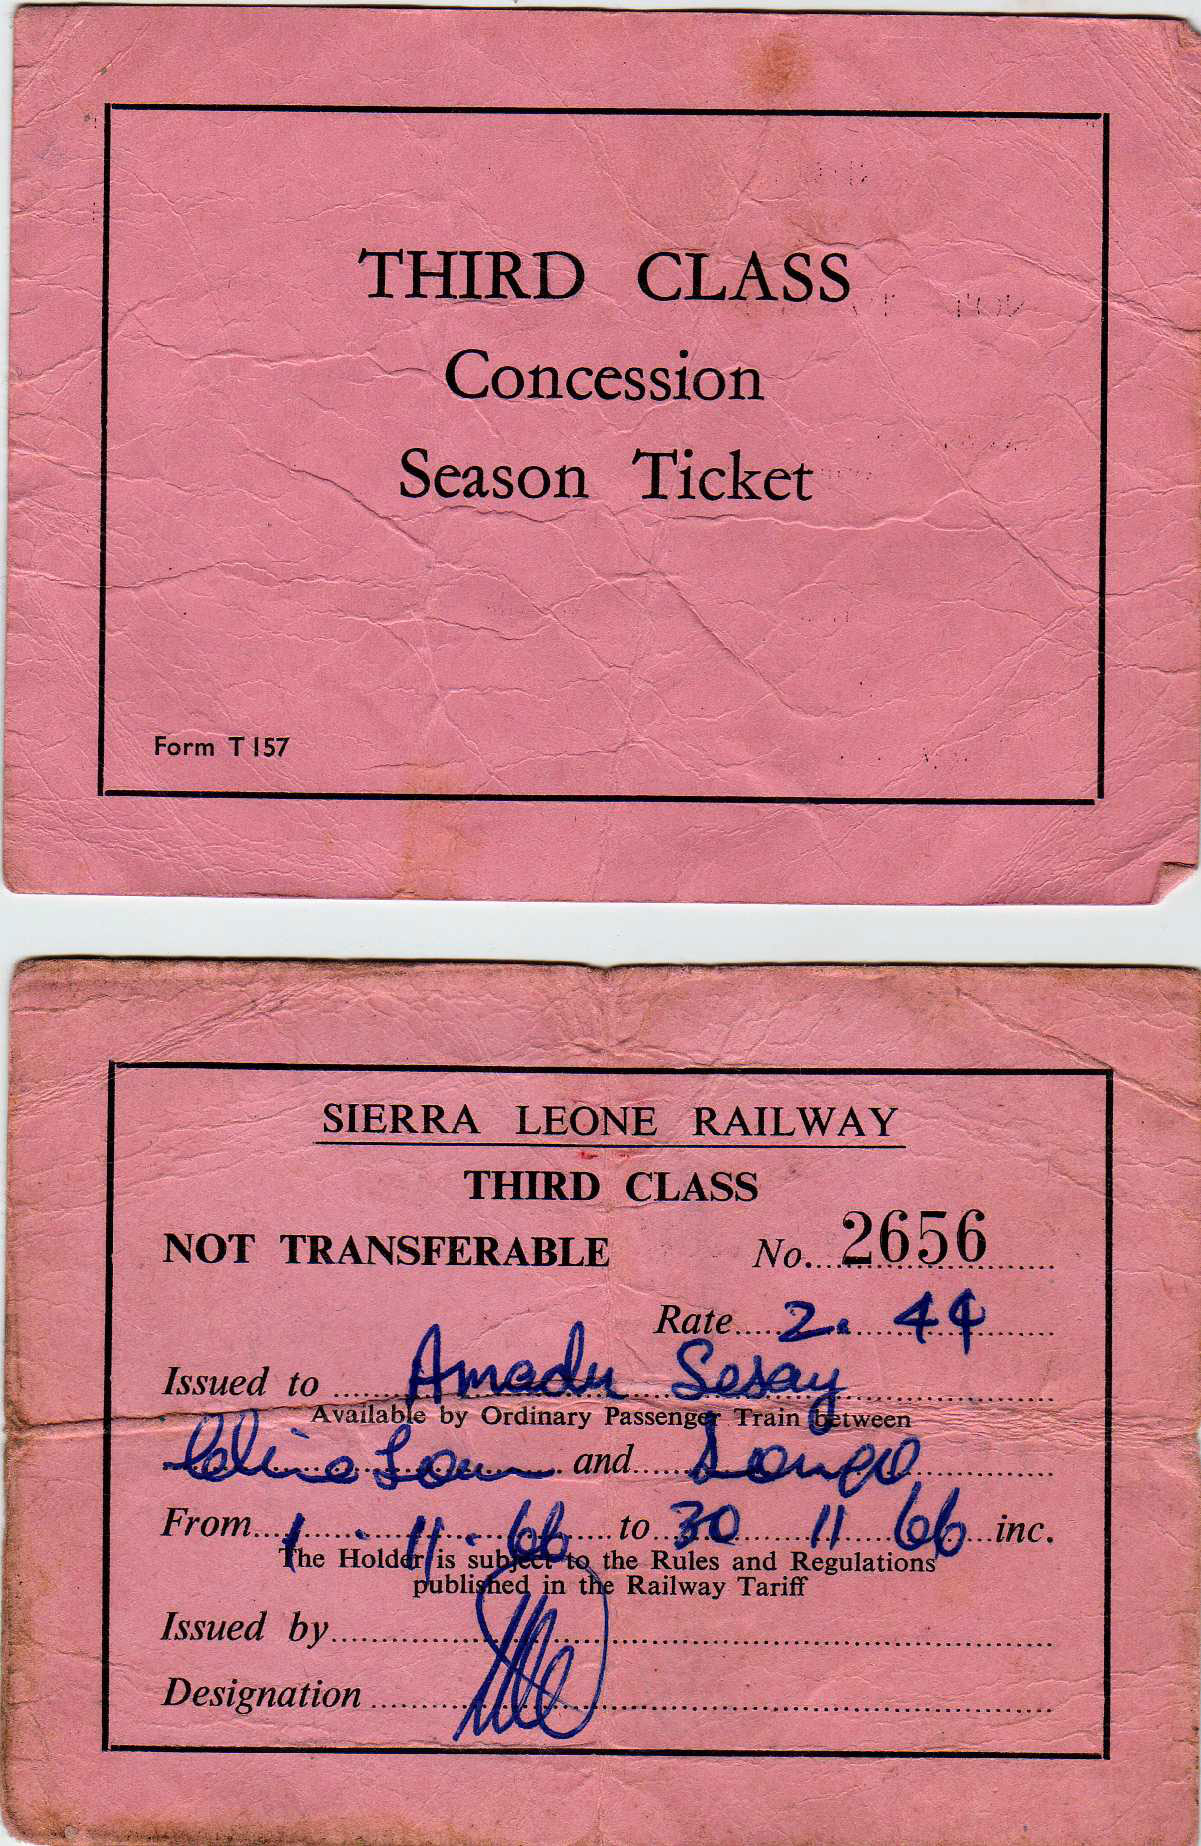 THIRD CLASS
Concession
Season Ticket
Form T 157
SIERRA LEONE RAILWAY
THIRD CLASS
NOT TRANSFERABLE No. 2656
Rate 2. 44
Issued to Amadu Sesay
Available by Ordinary Passenger Train between
and Songo
From 1 . 11 . 66 to 30 11 66 inc.
The Holder is subject to the Rules and Regulations
published in the Railway Tariff
Issued by
Designation